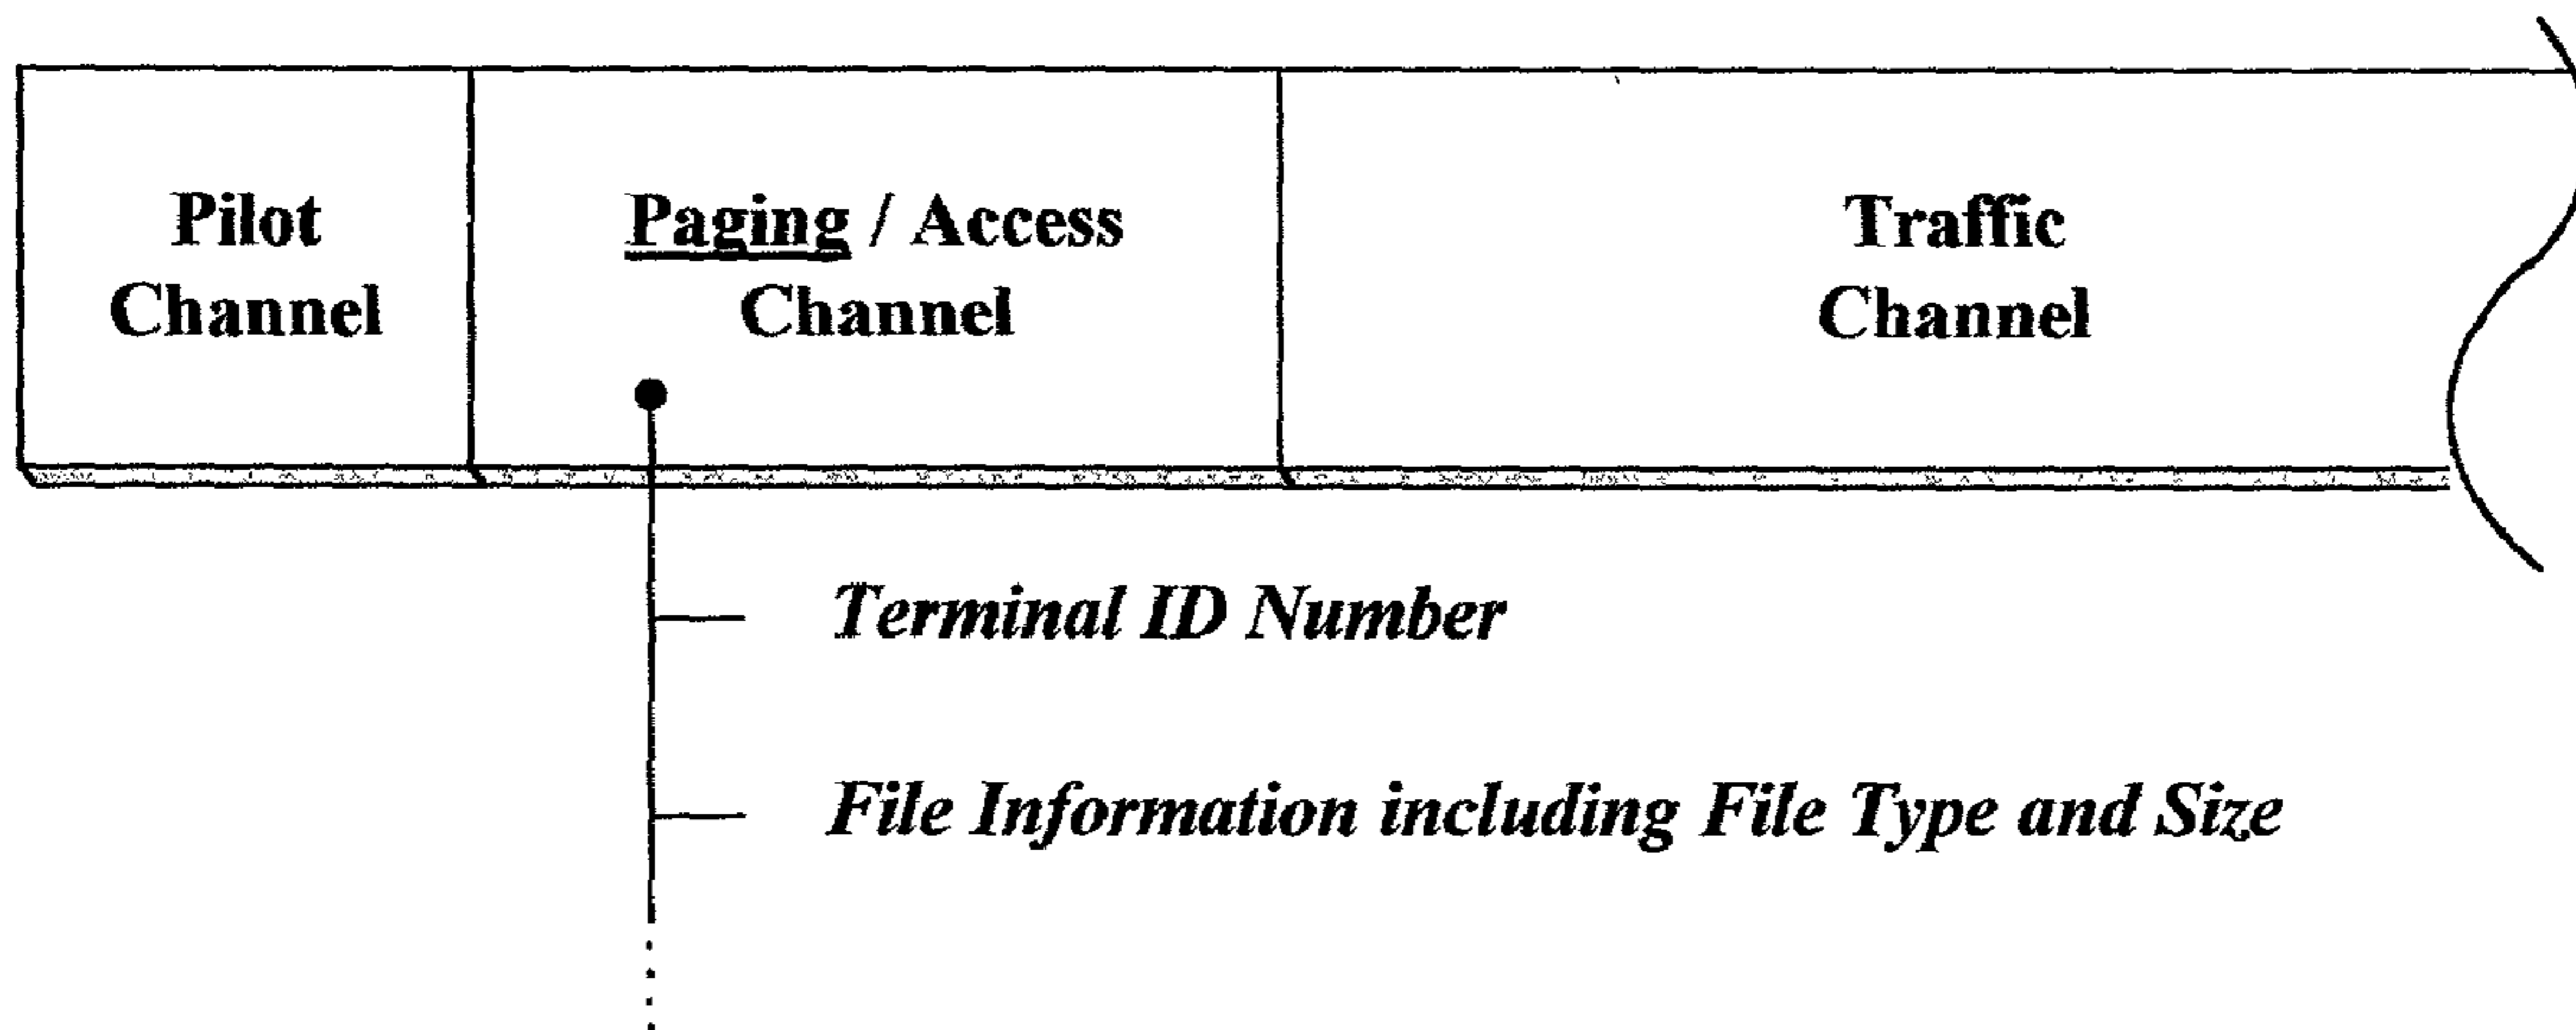 Pilot
Channel
Paging / Access
Channel
Traffic
Channel
Terminal ID Number
File Information including File Type and Size